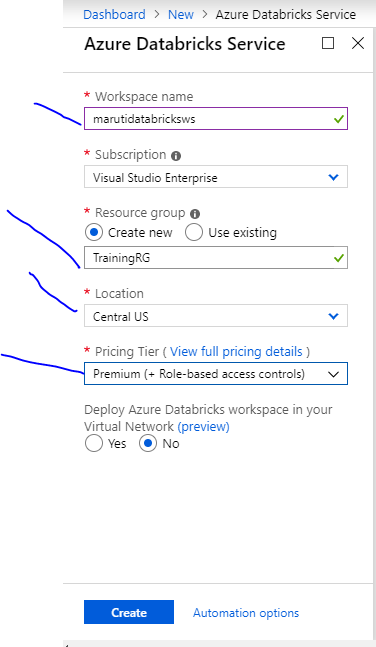 Dashboard > New > Azure Databricks Service
Azure Databricks Service
* Workspace name
marutidatabricksws
* Subscription
Visual Studio Enterprise
* Resource group
Create new Use existing
TrainingRG
* Location
Central US
* Pricing Tier ( View full pricing details )
Premium (+ Role-based access controls)
Deploy Azure Databricks workspace in your
Virtual Network (preview)
Yes No
Create Automation options